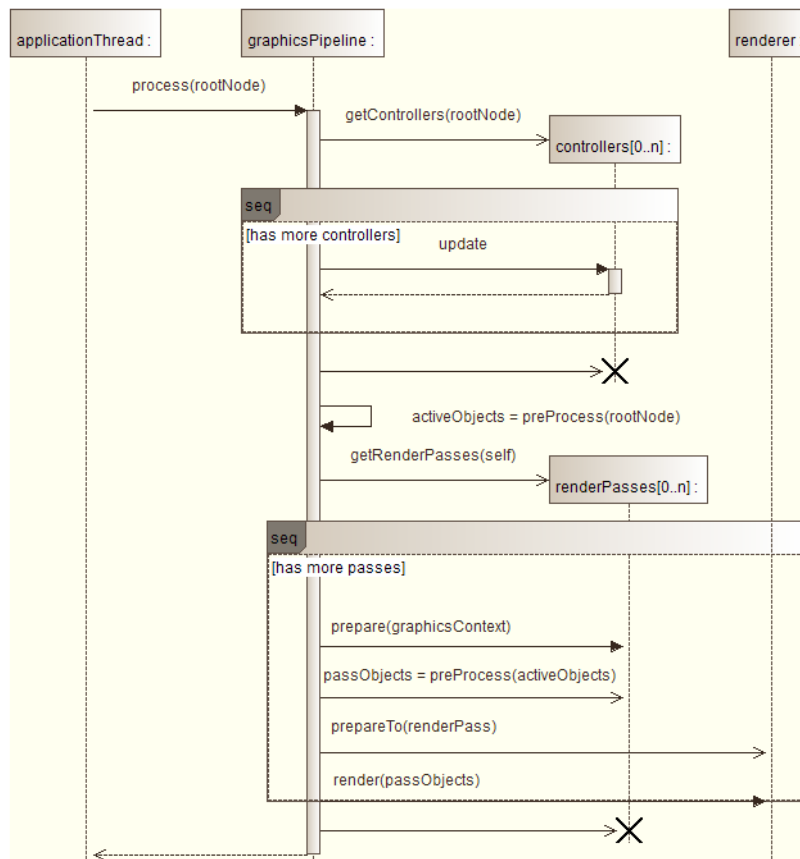 applicationThread :
graphicsPipeline :
renderer :
process(rootNode)
getControllers(rootNode)
controllers[0..n] :
seq
[has more controllers]
update
activeObjects = preProcess(rootNode)
getRenderPasses(self)
renderPasses[0..n] :
seq
[has more passes]
prepare(graphicsContext)
passObjects = preProcess(activeObjects)
prepareTo(renderPass)
render(passObjects)